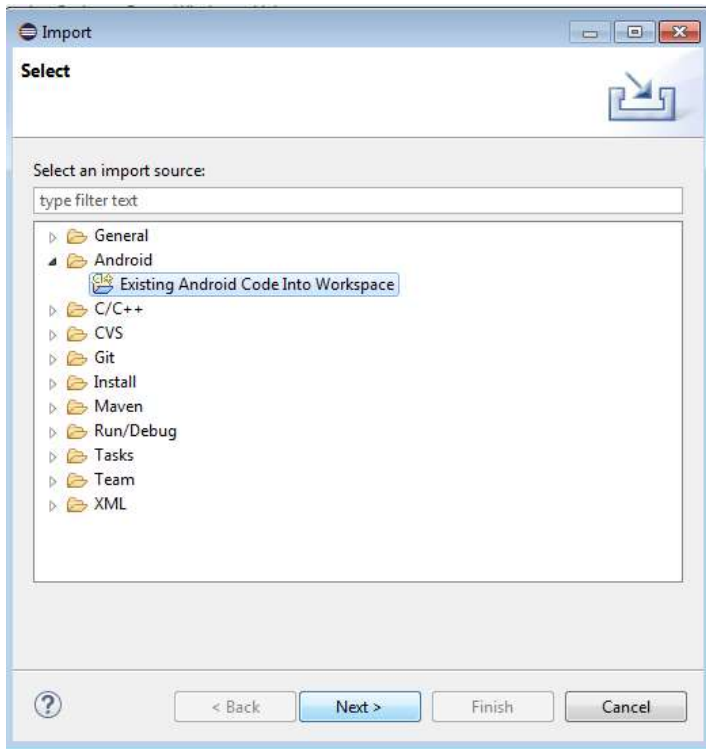 Import
Select
Select an import source:
type filter text
General
Android
Existing Android Code Into Workspace
C/C++
CVS
Git
Install
Maven
Run/Debug
Tasks
Team
XML
?
< Back
Next >
Finish
Cancel